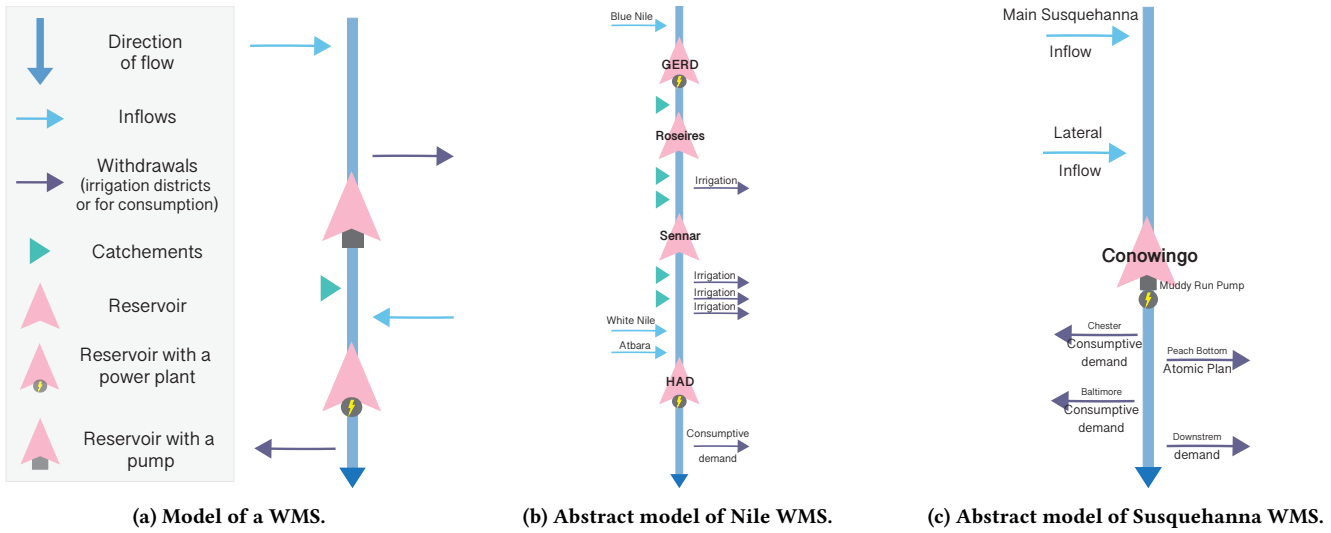 Direction
of flow
Inflows
Withdrawals
(irrigation districts
or for consumption)
Catchements
Reservoir
Reservoir with a
power plant
Reservoir with a
pump
(a) Model of a WMS.
Blue Nile
GERD
Roseires
Irrigation
Sennar
Irrigation
Irrigation
Irrigation
White Nile
Atbara
HAD
Consumptive
demand
(b) Abstract model of Nile WMS.
Main Susquehanna
Inflow
Lateral
Inflow
Conowingo
Muddy Run Pump
Chester
Consumptive
demand
Peach Bottom
Atomic Plan
Baltimore
Consumptive
demand
Downstrem
demand
(c) Abstract model of Susquehanna WMS.